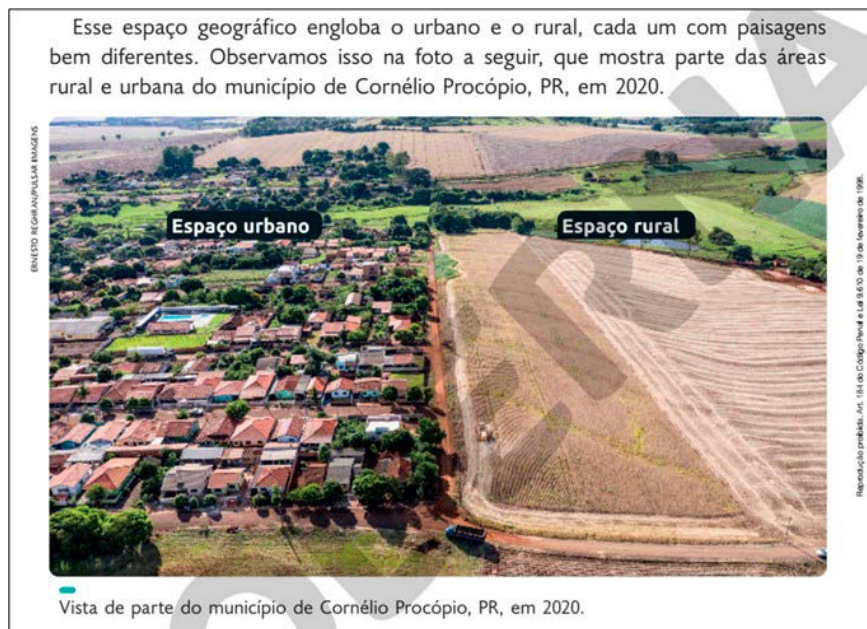 Esse espaço geográfico engloba o urbano e o rural, cada um com paisagens
bem diferentes. Observamos isso na foto a seguir, que mostra parte das áreas
rural e urbana do município de Cornélio Procópio, PR, em 2020.
ERNESTO REGHRAN/PULSAR IMAGENS
Espaço urbano
Espaço rural
Reprodução proibida. Art. 184 do Código Penal e Lei 9.610 de 19 de fevereiro de 1998.
Vista de parte do município de Cornélio Procópio, PR, em 2020.